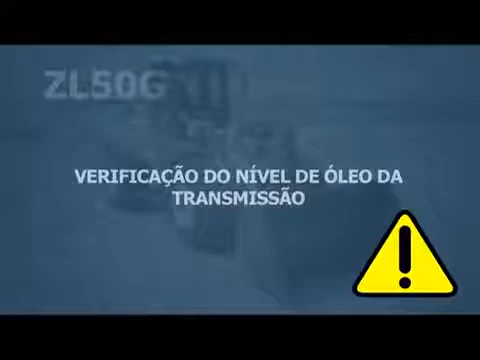 ZL50G
VERIFICAÇÃO DO NÍVEL DE ÓLEO DA
TRANSMISSÃO